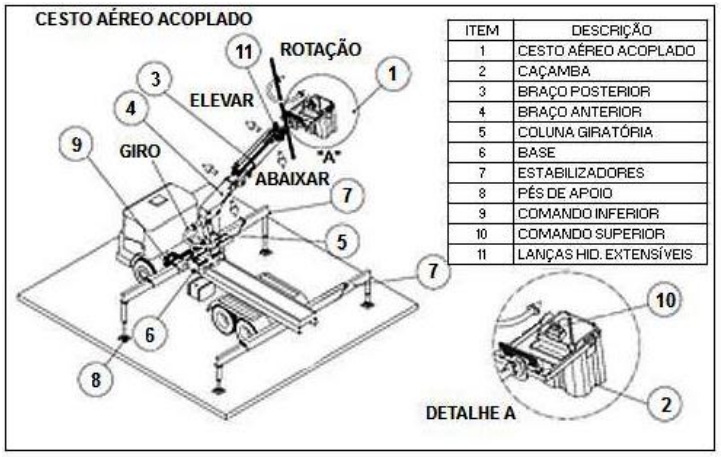 CESTO AÉREO ACOPLADO
ROTAÇÃO
11
1
3
ELEVAR
4
9
GIRO
"A"
ABAIXAR
7
5
7
6
8
ITEM DESCRIÇÃO
1 CESTO AÉREO ACOPLADO
2 CAÇAMBA
3 BRAÇO POSTERIOR
4 BRAÇO ANTERIOR
5 COLUNA GIRATÓRIA
6 BASE
7 ESTABILIZADORES
8 PÉS DE APOIO
9 COMANDO INFERIOR
10 COMANDO SUPERIOR
11 LANÇAS HID. EXTENSÍVEIS
10
2
DETALHE A